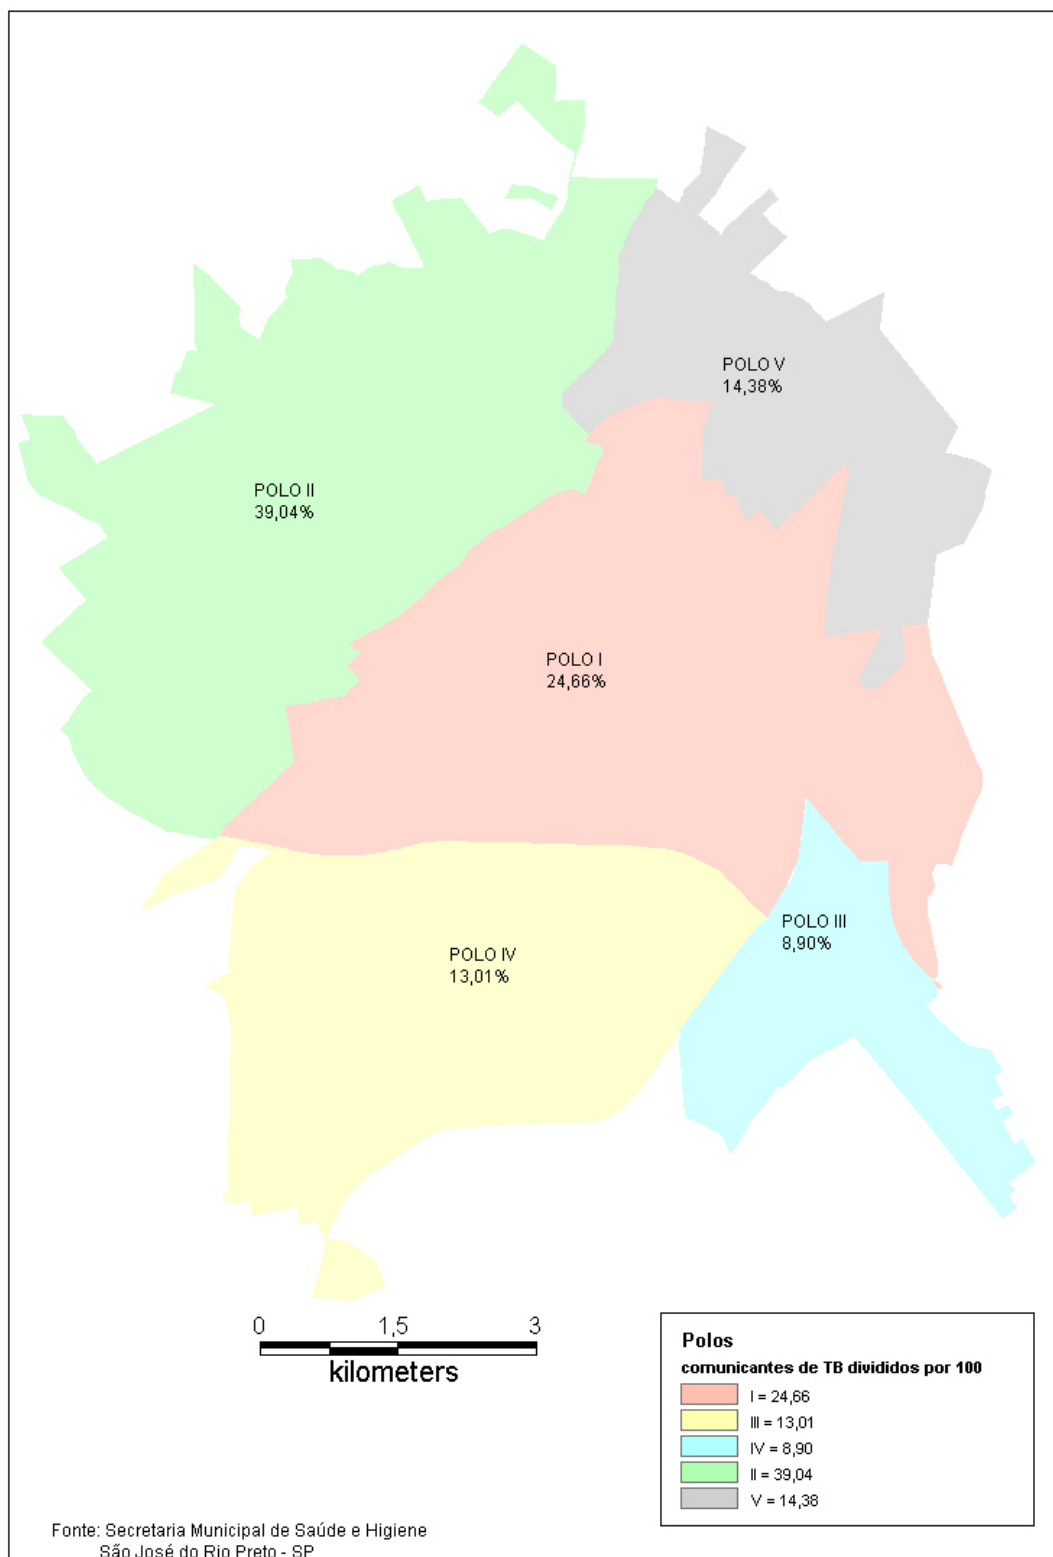 POLO V
14,38%
POLO II
39,04%
POLO I
24,66%
POLO III
8,90%
POLO IV
13,01%
0 1,5 3
kilometers
Polos
comunicantes de TB divididos por 100
I = 24,66
III = 13,01
IV = 8,90
II = 39,04
V = 14,38
Fonte: Secretaria Municipal de Saúde e Higiene
São José do Rio Preto - SP